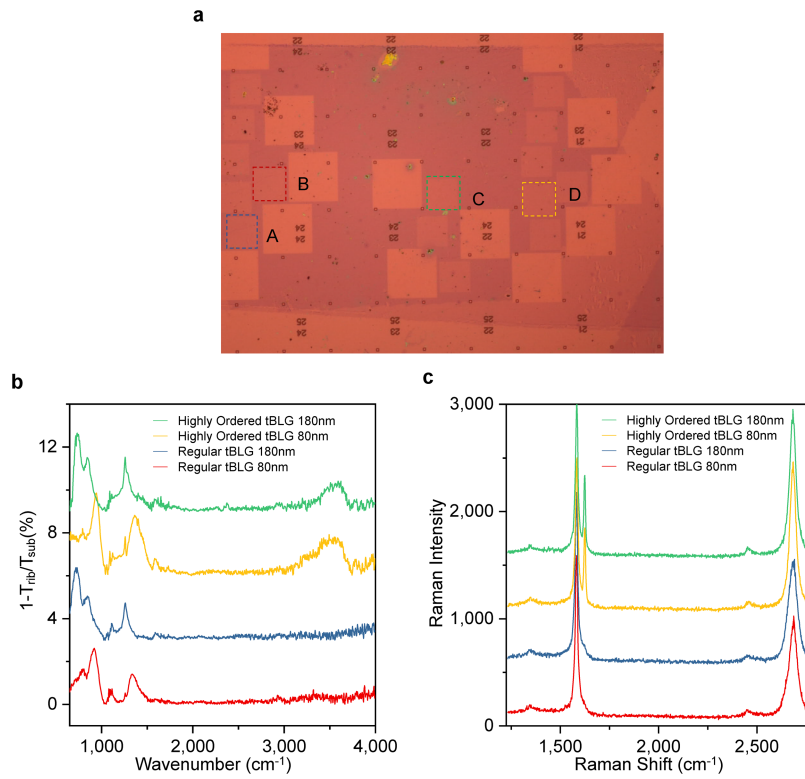 a
B
C
D
A
b
c
12
8
4
0
1-Trib/Tsub(%)
Highly Ordered tBLG 180nm
Highly Ordered tBLG 80nm
Regular tBLG 180nm
Regular tBLG 80nm
1,000 2,000 3,000 4,000
Wavenumber (cm-1)
3,000
2,000
1,000
0
Raman Intensity
Highly Ordered tBLG 180nm
Highly Ordered tBLG 80nm
Regular tBLG 180nm
Regular tBLG 80nm
1,500 2,000 2,500
Raman Shift (cm-1)